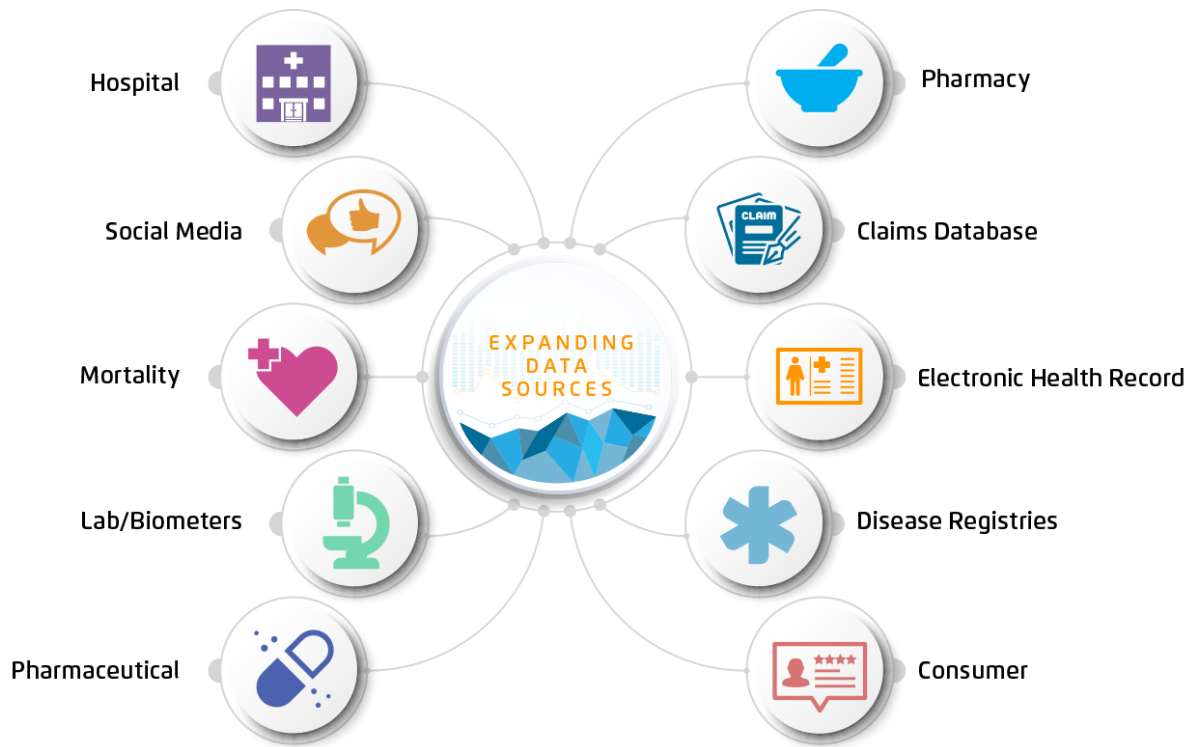 Hospital
Pharmacy
Social Media
CLAIM
Claims Database
EXPANDING
DATA
SOURCES
Mortality
Electronic Health Record
Lab/Biometers
Disease Registries
Pharmaceutical
Consumer